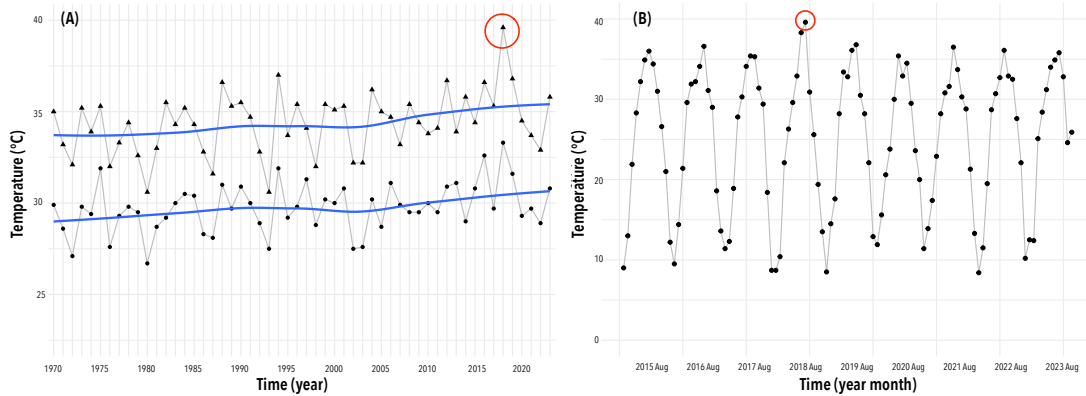 (A)
40
35
30
25
Temperature (°C)
1970 1975 1980 1985 1990 1995 2000 2005 2010 2015 2020
Time (year)
(B)
40
30
20
10
0
Temperature (°C)
2015 Aug 2016 Aug 2017 Aug 2018 Aug 2019 Aug 2020 Aug 2021 Aug 2022 Aug 2023 Aug
Time (year month)